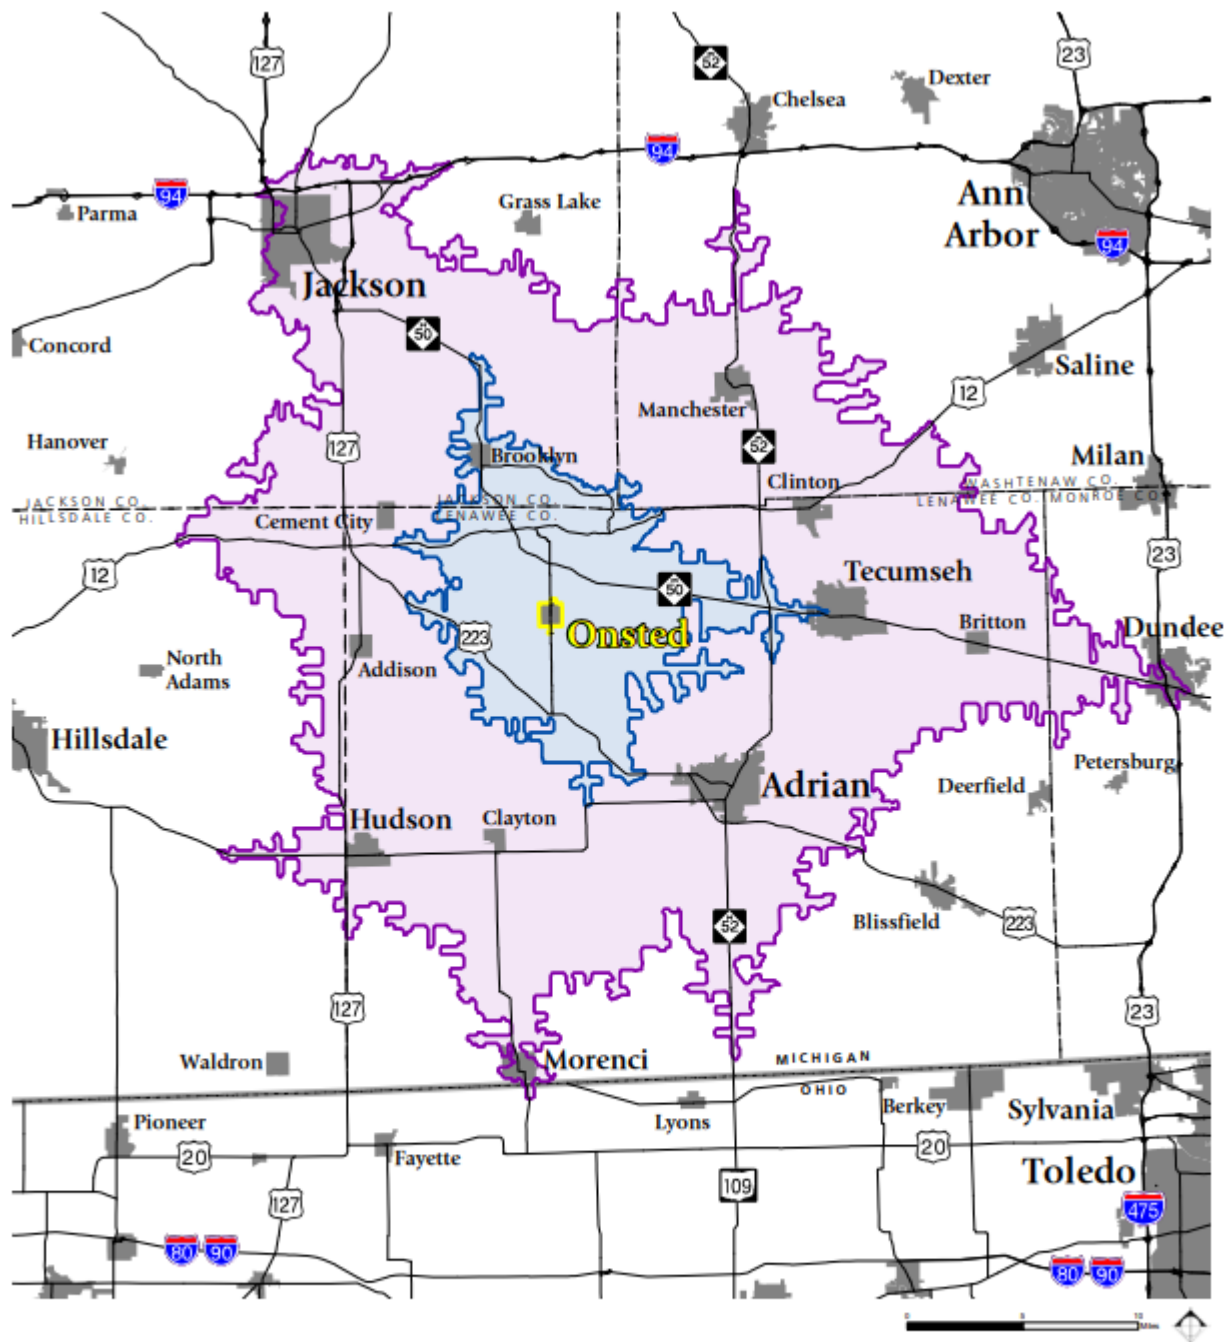 127
52
23
Dexter
Chelsea
94
94
Parma
Grass Lake
Ann
Arbor
94
Jackson
50
Concord
Saline
12
Manchester
Hanover
127
52
Brooklyn
Milan
Clinton
JACKSON CO.
HILLSDALE CO.
JACKSON CO.
LENAWEE CO.
WASHTENAW CO.
LENAWEE CO.
MONROE CO.
Cement City
12
23
50
Tecumseh
Onsted
223
Britton
Dundee
North
Adams
Addison
Hillsdale
Petersburg
Adrian
Deerfield
Hudson
Clayton
Blissfield
52
223
127
23
Waldron
Morenci
MICHIGAN
OHIO
Berkey
Sylvania
Pioneer
Lyons
20
Fayette
20
Toledo
127
109
475
80
90
80
90
0
5
10
Miles